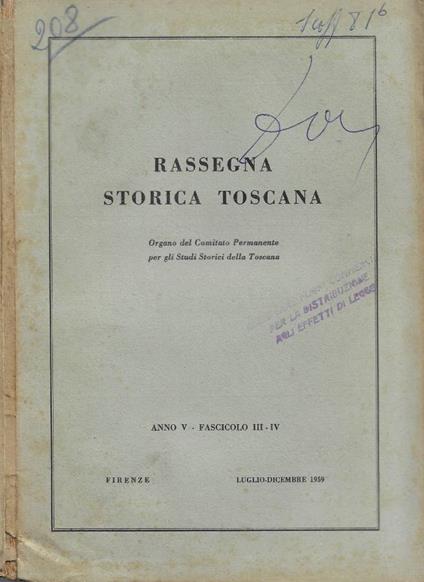 208
RASSEGNA
STORICA TOSCANA
Organo del Comitato Permanente
per gli Studi Storici della Toscana
PER LA DISTRIBUZIONE
AGLI EFFETTI DI LEGGE
ANNO V - FASCICOLO III - IV
FIRENZE
LUGLIO-DICEMBRE 1959